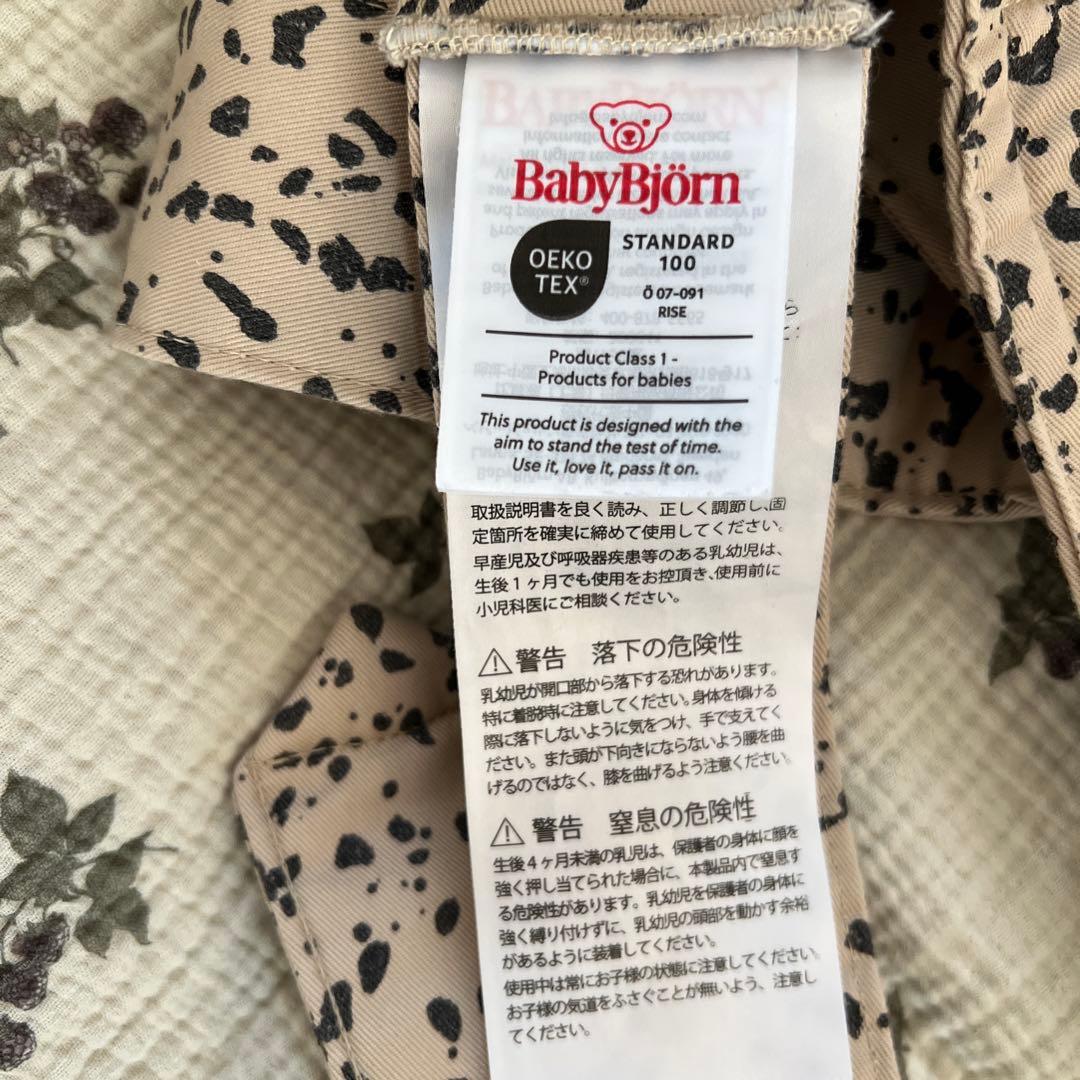 BabyBjörn
OEKO
TEX®
STANDARD
100
Ö 07-091
RISE
Product Class 1 -
Products for babies
This product is designed with the
aim to stand the test of time.
Use it, love it, pass it on.
取扱説明書を良く読み、正しく調節し、固
定箇所を確実に締めて使用してください。
早産児及び呼吸器疾患等のある乳幼児は、
生後1ヶ月でも使用をお控頂き、使用前に
小児科医にご相談ください。
⚠警告 落下の危険性
乳幼児が開口部から落下する恐れがあります。
特に着脱時に注意してください。身体を傾ける
際に落下しないように気をつけ、手で支えてく
ださい。また頭が下向きにならないよう腰を曲
げるのではなく、膝を曲げるよう注意ください。
⚠警告 窒息の危険性
生後4ヶ月未満の乳児は、保護者の身体に顔を
強く押し当てられた場合に、本製品内で窒息す
る危険性があります。乳幼児を保護者の身体に
強く縛り付けずに、乳幼児の頭部を動かす余裕
があるように装着してください。
使用中は常にお子様の状態に注意してください。
お子様の気道をふさぐことが無いよう、注意し
てください。